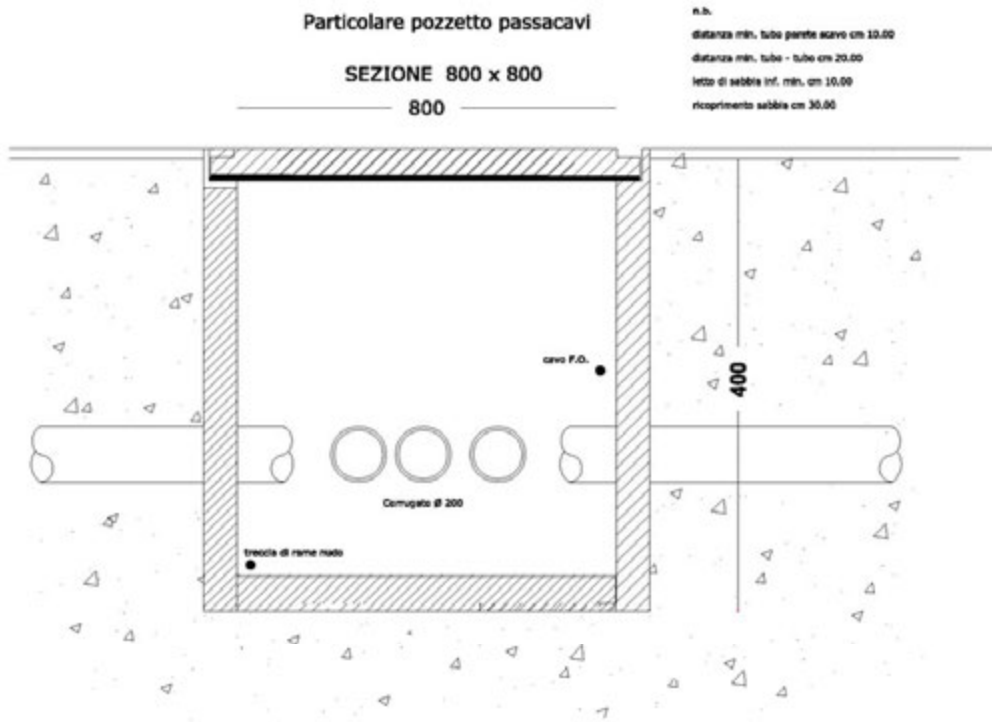 Particolare pozzetto passacavi
SEZIONE 800 x 800
800
n.b.
distanza min. tubo parete scavo cm 10.00
distanza min. tubo - tubo cm 20.00
letto di sabbia inf. min. cm 10.00
ricoprimento sabbia cm 30.00
cavo F.O.
400
Corrugato Ø 200
treccia di rame nudo